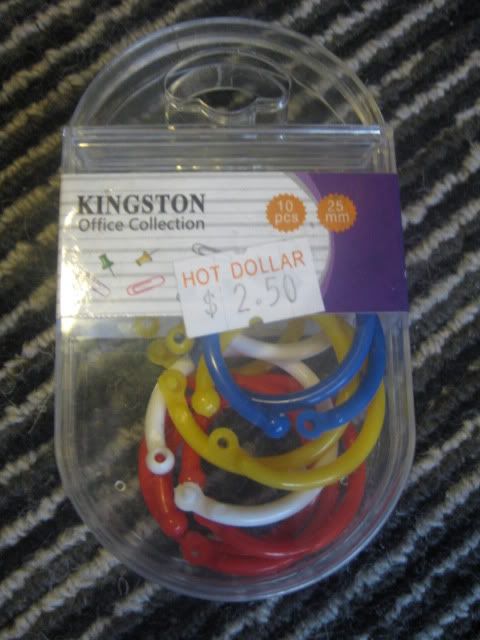 KINGSTON
Office Collection
10
pcs
25
mm
HOT DOLLAR
$ 2.50